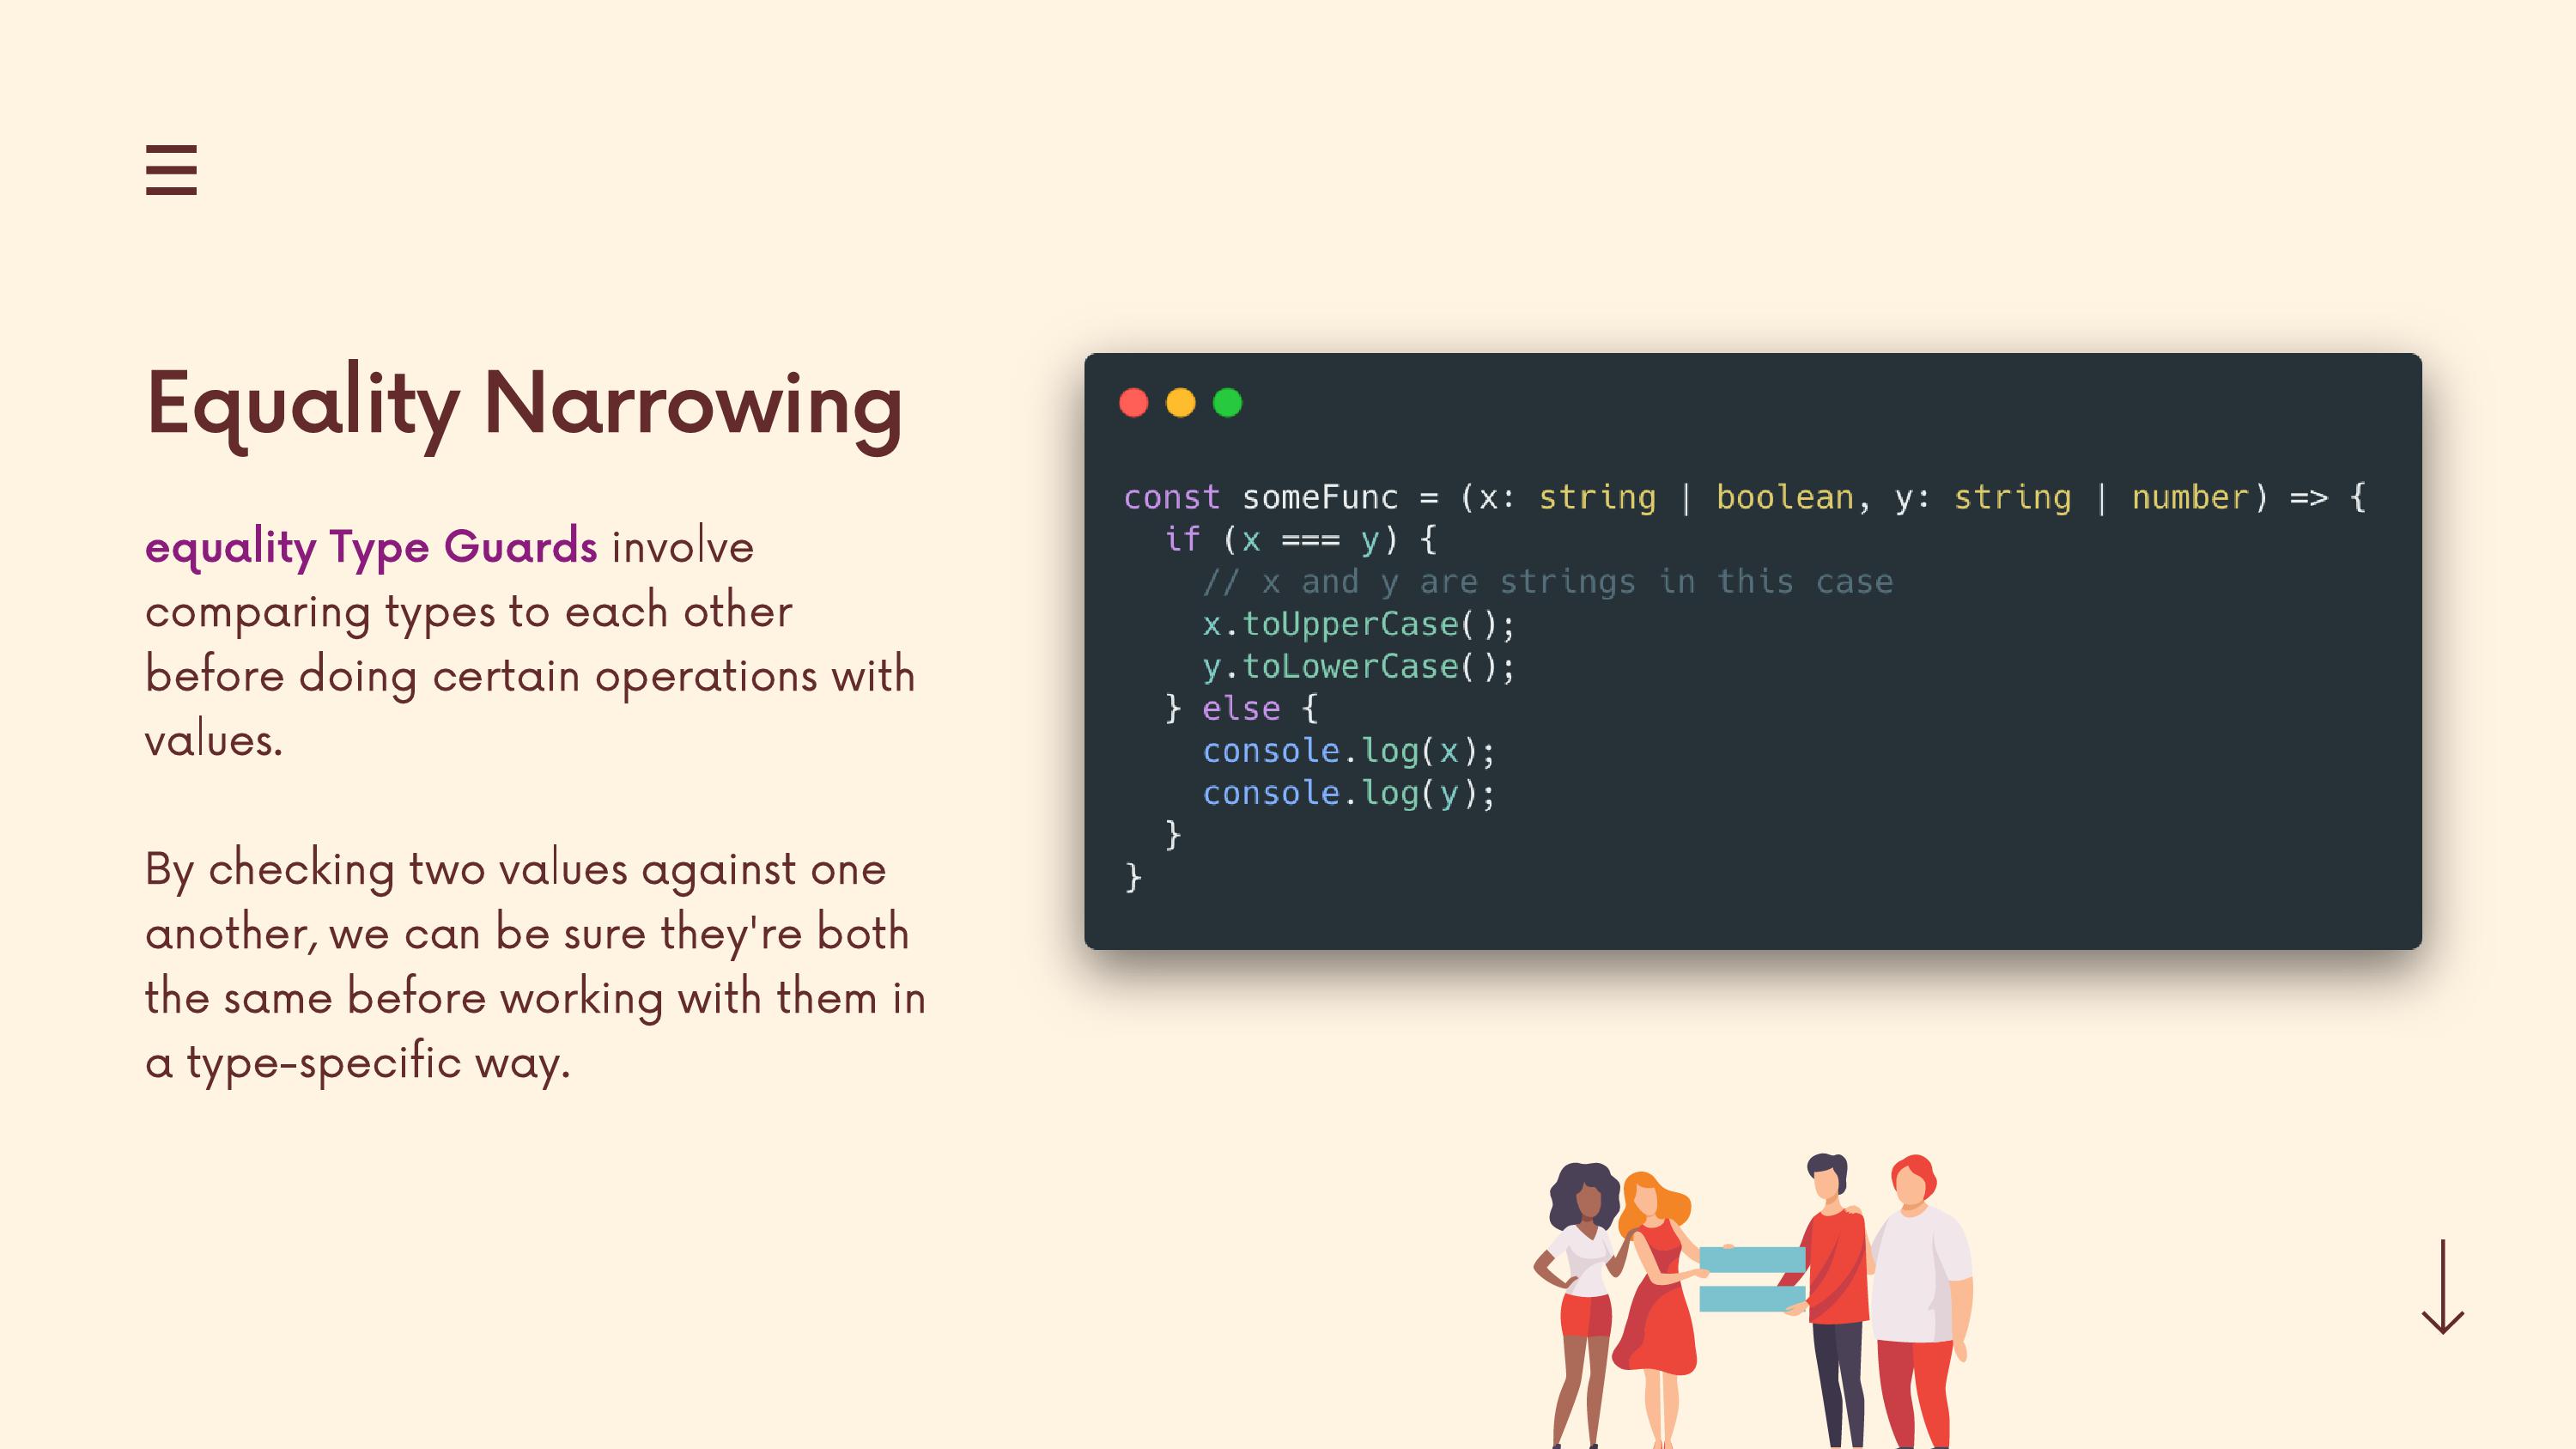 Equality Narrowing
equality Type Guards involve
comparing types to each other
before doing certain operations with
values.
By checking two values against one
another, we can be sure they're both
the same before working with them in
a type-specific way.
const someFunc = (x: string | boolean, y: string | number) => {
  if (x === y) {
    // x and y are strings in this case
    x.toUpperCase();
    y.toLowerCase();
  } else {
    console.log(x);
    console.log(y);
  }
}